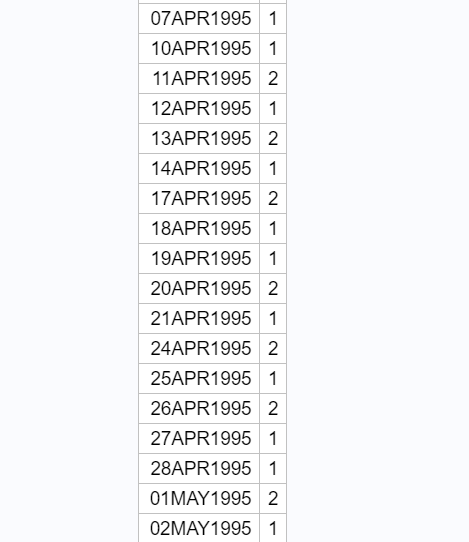 07APR1995 1
10APR1995 1
11APR1995 2
12APR1995 1
13APR1995 2
14APR1995 1
17APR1995 2
18APR1995 1
19APR1995 1
20APR1995 2
21APR1995 1
24APR1995 2
25APR1995 1
26APR1995 2
27APR1995 1
28APR1995 1
01MAY1995 2
02MAY1995 1